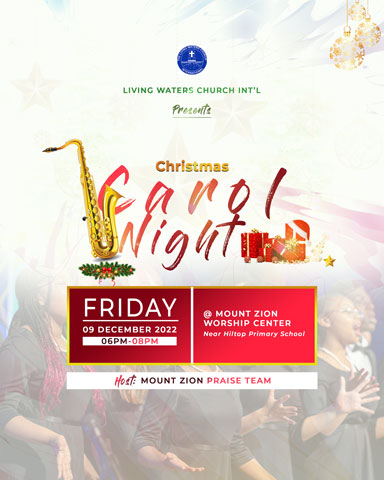 LIVING WATERS CHURCH INT'L
Presents
Christmas
Carol
Night
FRIDAY
09 DECEMBER 2022
06PM-08PM
@ MOUNT ZION
WORSHIP CENTER
Near Hiltop Primary School
Host: MOUNT ZION PRAISE TEAM